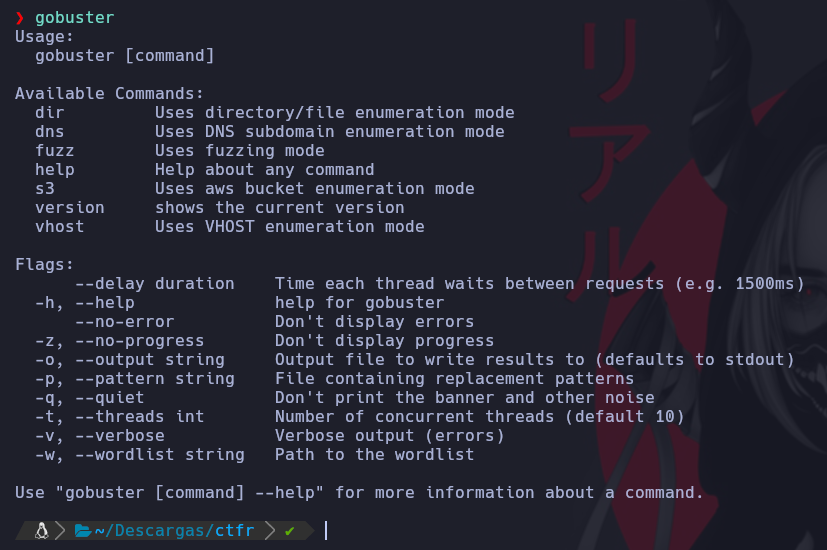 ❯ gobuster
Usage:
  gobuster [command]

Available Commands:
  dir         Uses directory/file enumeration mode
  dns         Uses DNS subdomain enumeration mode
  fuzz        Uses fuzzing mode
  help        Help about any command
  s3          Uses aws bucket enumeration mode
  version     shows the current version
  vhost       Uses VHOST enumeration mode

Flags:
      --delay duration    Time each thread waits between requests (e.g. 1500ms)
  -h, --help              help for gobuster
      --no-error          Don't display errors
  -z, --no-progress       Don't display progress
  -o, --output string     Output file to write results to (defaults to stdout)
  -p, --pattern string    File containing replacement patterns
  -q, --quiet             Don't print the banner and other noise
  -t, --threads int       Number of concurrent threads (default 10)
  -v, --verbose           Verbose output (errors)
  -w, --wordlist string   Path to the wordlist

Use "gobuster [command] --help" for more information about a command.

~/Descargas/ctfr ✔
リアル